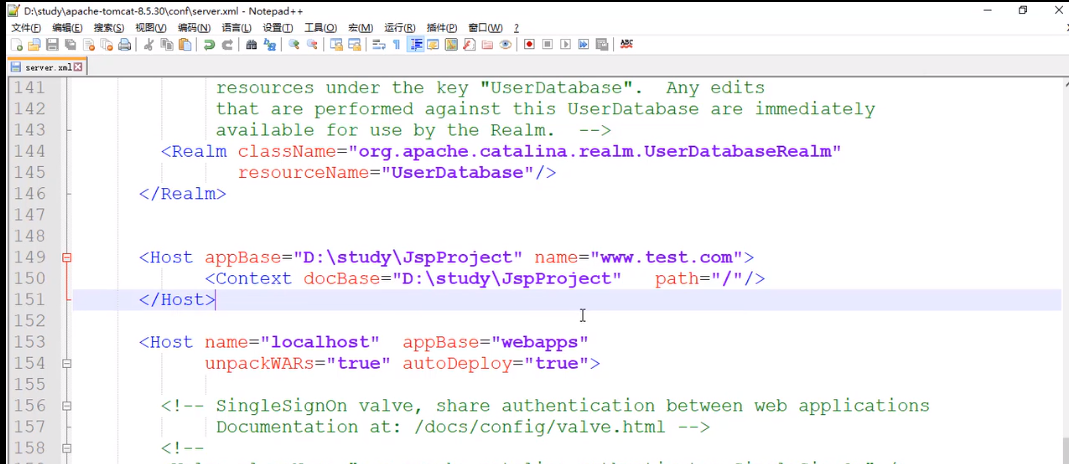 D:\study\apache-tomcat-8.5.30\conf\server.xml - Notepad++
文件(F) 编辑(E) 搜索(S) 视图(V) 编码(N) 语言(L) 设置(T) 工具(O) 宏(M) 运行(R) 插件(P) 窗口(W) ?
server.xml
141 resources under the key "UserDatabase". Any edits
142 that are performed against this UserDatabase are immediately
143 available for use by the Realm. -->
144 <Realm className="org.apache.catalina.realm.UserDatabaseRealm"
145 resourceName="UserDatabase"/>
146 </Realm>
147
148
149 <Host appBase="D:\study\JspProject" name="www.test.com">
150 <Context docBase="D:\study\JspProject" path="/"/>
151 </Host>
152
153 <Host name="localhost" appBase="webapps"
154 unpackWARs="true" autoDeploy="true">
155
156 <!-- SingleSignOn valve, share authentication between web applications
157 Documentation at: /docs/config/valve.html -->
158 <!--